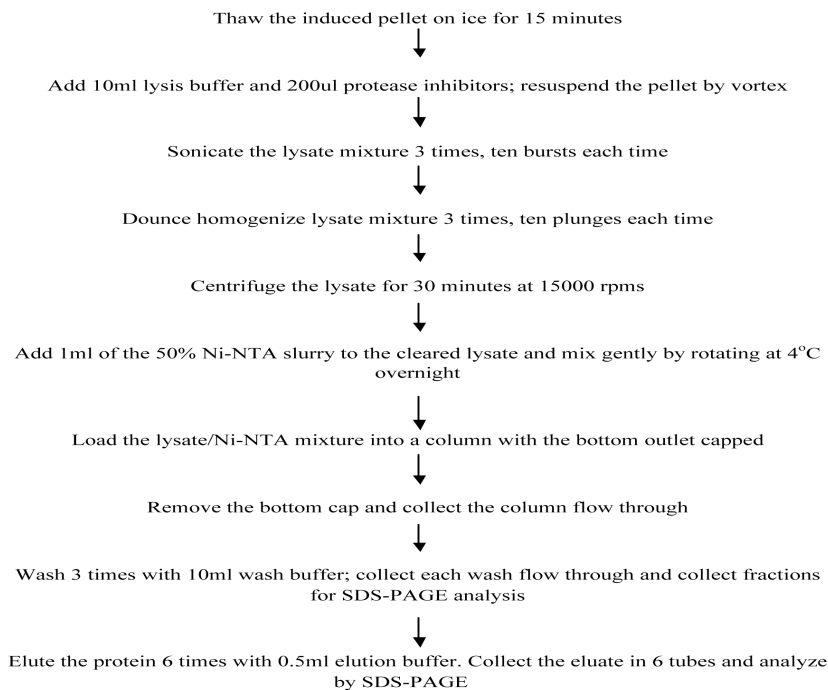 Thaw the induced pellet on ice for 15 minutes
Add 10ml lysis buffer and 200ul protease inhibitors; resuspend the pellet by vortex
Sonicate the lysate mixture 3 times, ten bursts each time
Dounce homogenize lysate mixture 3 times, ten plunges each time
Centrifuge the lysate for 30 minutes at 15000 rpms
Add 1ml of the 50% Ni-NTA slurry to the cleared lysate and mix gently by rotating at 4°C
overnight
Load the lysate/Ni-NTA mixture into a column with the bottom outlet capped
Remove the bottom cap and collect the column flow through
Wash 3 times with 10ml wash buffer; collect each wash flow through and collect fractions
for SDS-PAGE analysis
Elute the protein 6 times with 0.5ml elution buffer. Collect the eluate in 6 tubes and analyze
by SDS-PAGE